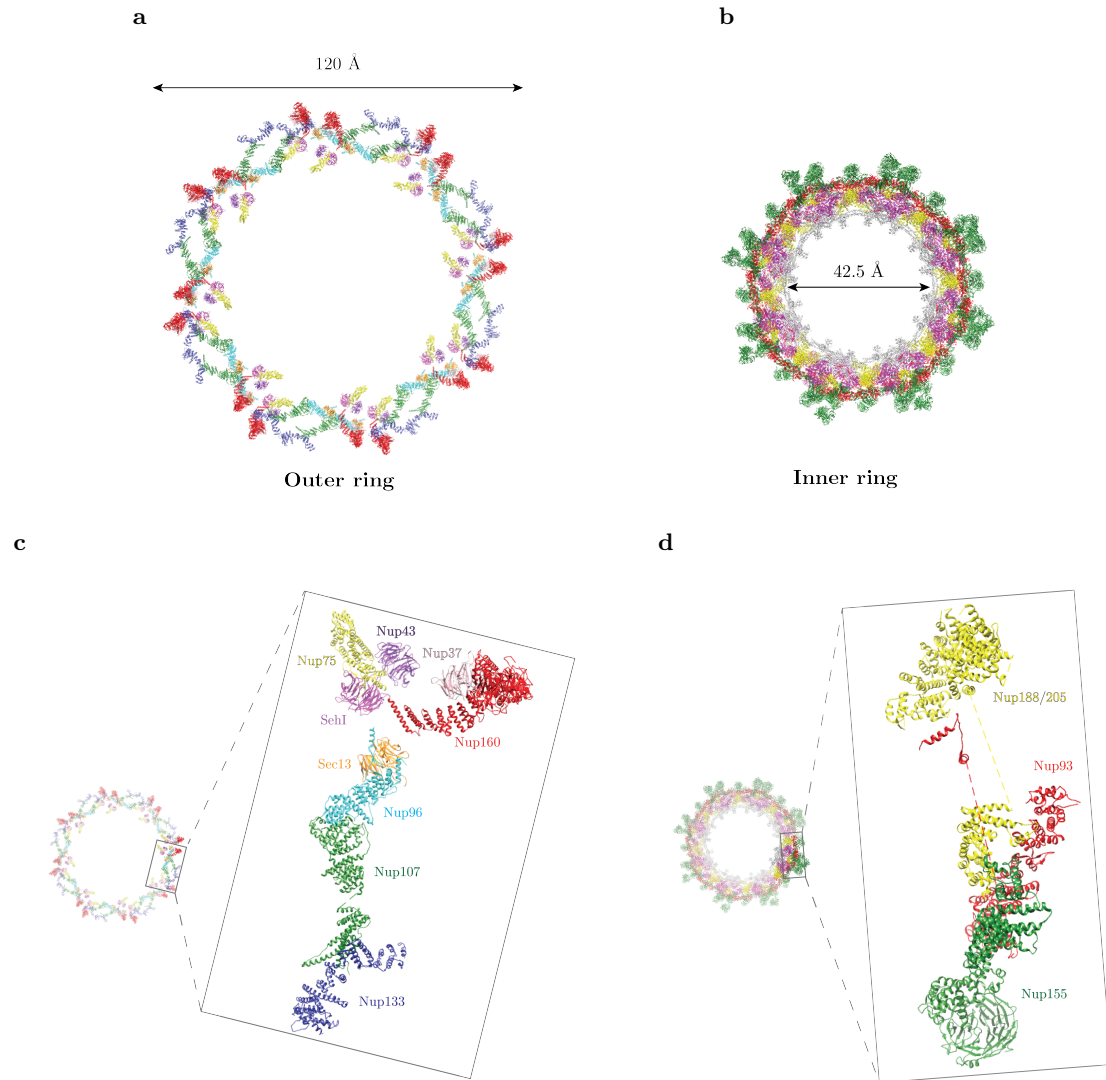 a
b
120 Å
42.5 Å
Outer ring
Inner ring
c
d
Nup43
Nup75
Nup37
SehI
Nup160
Sec13
Nup96
Nup107
Nup133
Nup188/205
Nup93
Nup155